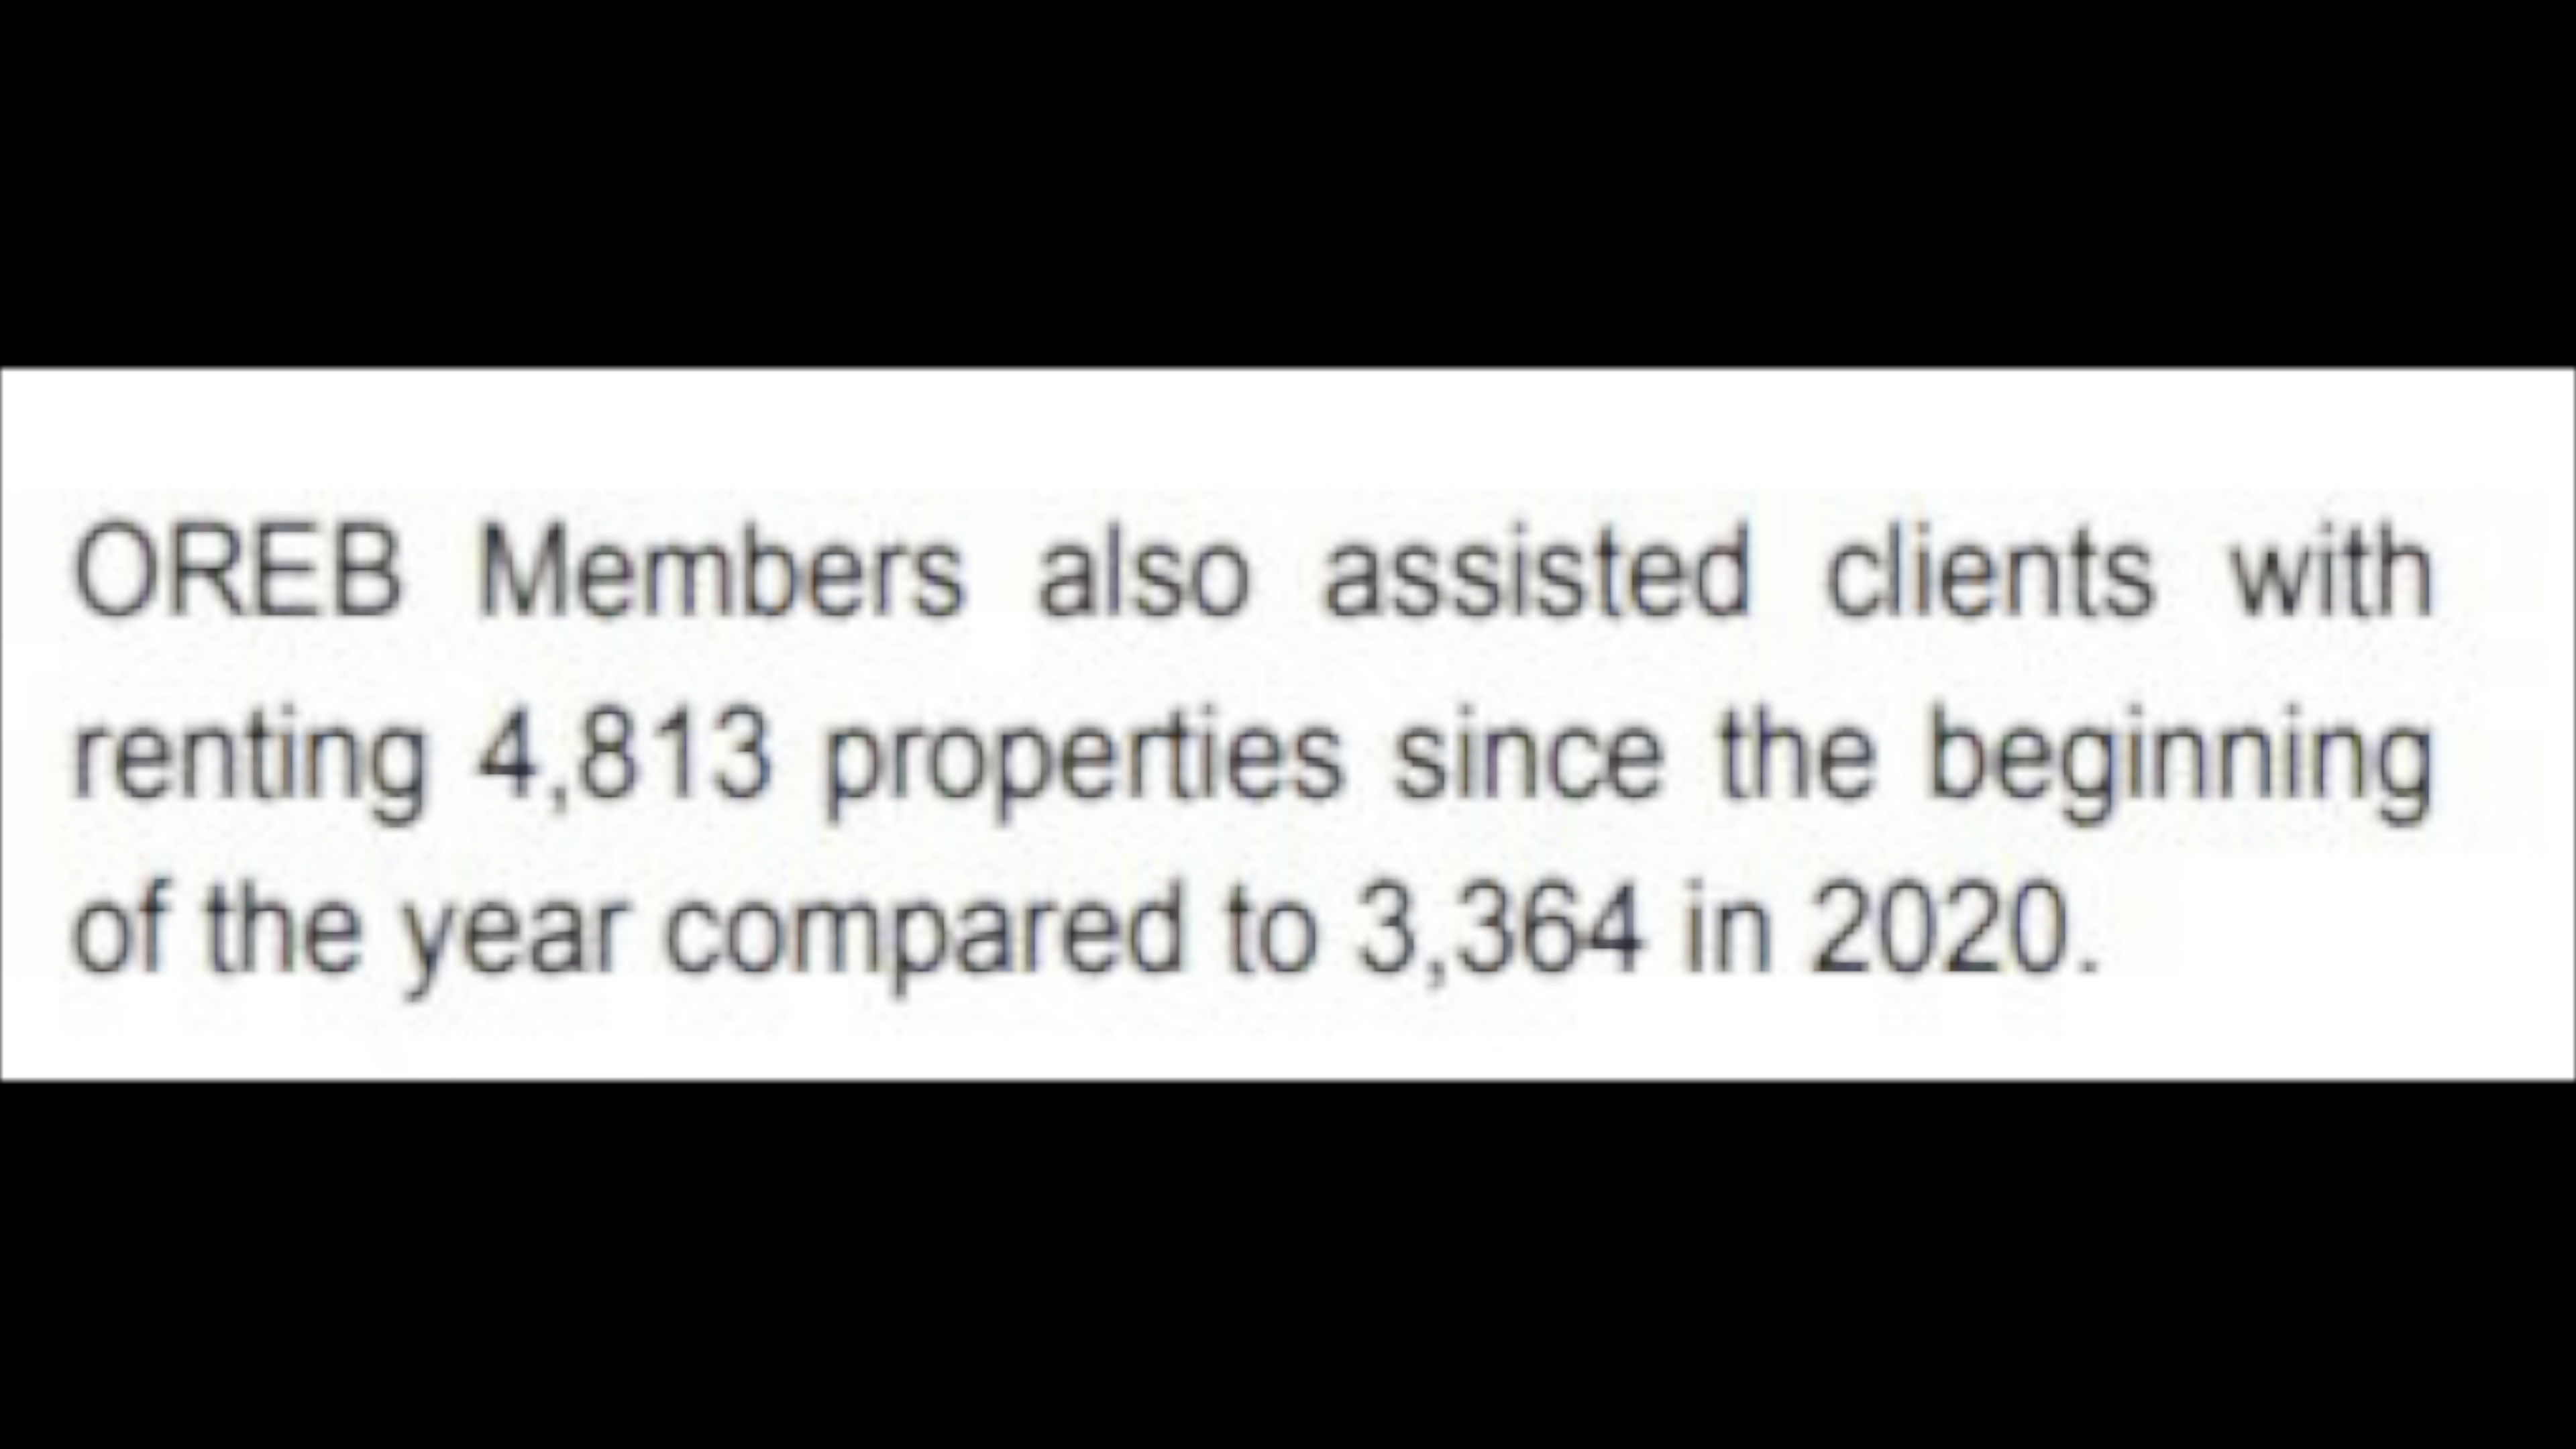 OREB Members also assisted clients with
renting 4,813 properties since the beginning
of the year compared to 3,364 in 2020.